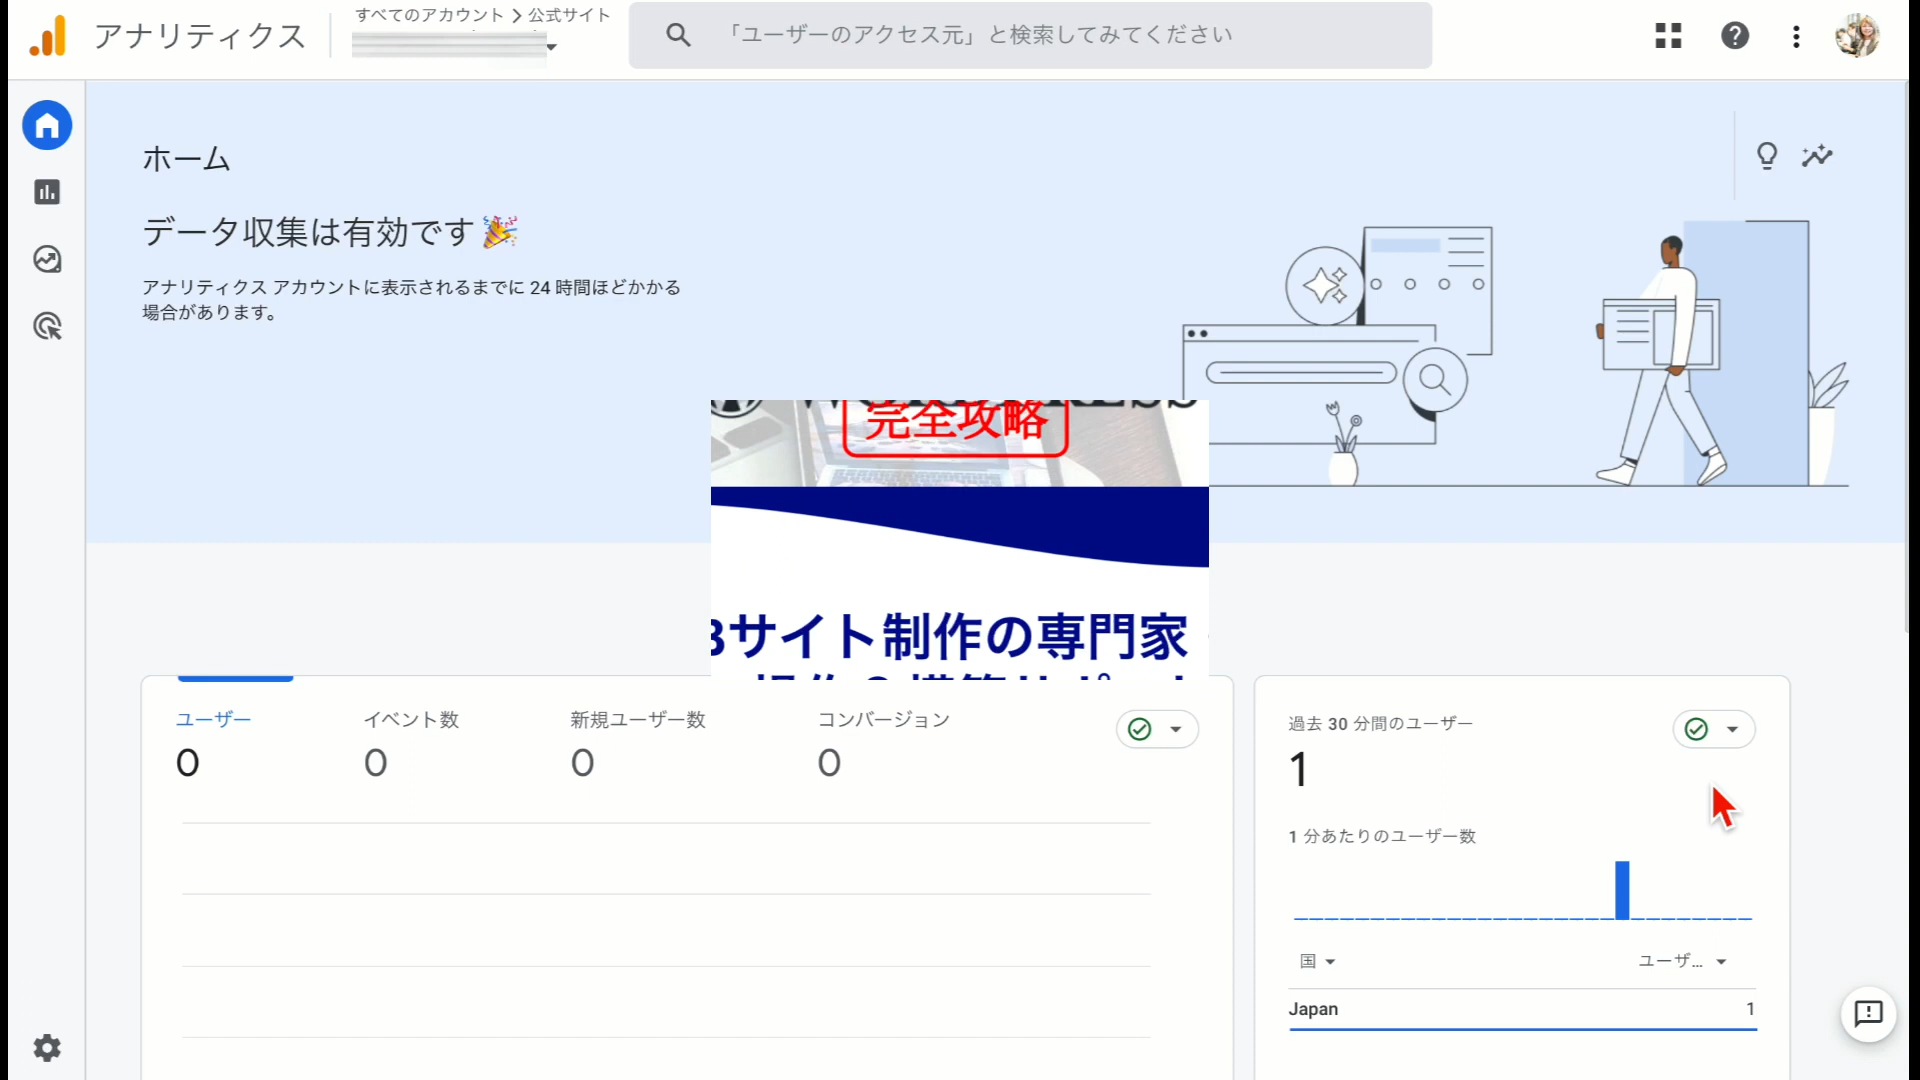 アナリティクス
すべてのアカウント > 公式サイト
「ユーザーのアクセス元」と検索してみてください
ホーム
データ収集は有効です🎉
アナリティクス アカウントに表示されるまでに 24 時間ほどかかる
場合があります。
完全攻略
サイト制作の専門家
ユーザー
0
イベント数
0
新規ユーザー数
0
コンバージョン
0
過去 30 分間のユーザー
1
1 分あたりのユーザー数
国
ユーザ...
Japan
1